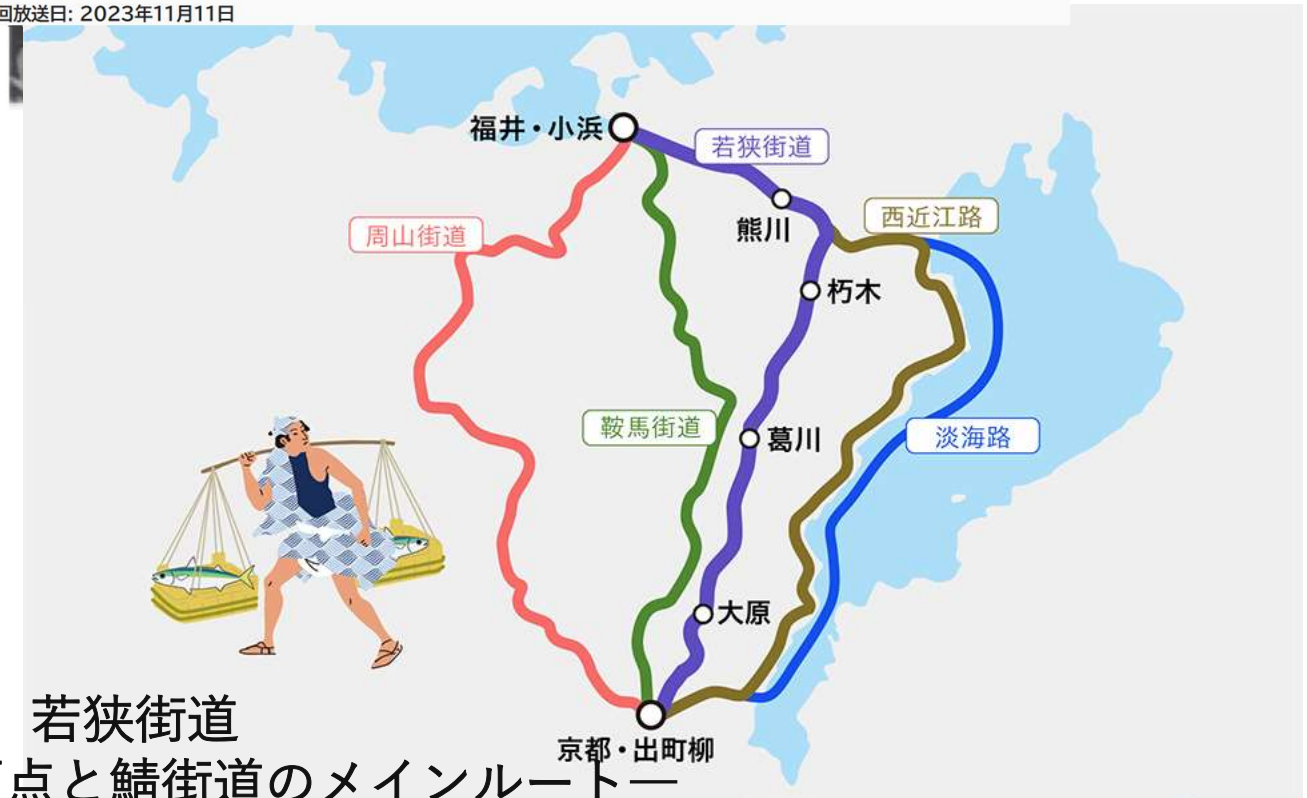 回放送日: 2023年11月11日
福井・小浜
若狭街道
熊川
西近江路
周山街道
朽木
鞍馬街道
葛川
淡海路
大原
京都・出町柳
若狭街道
点と鯖街道のメインルート―